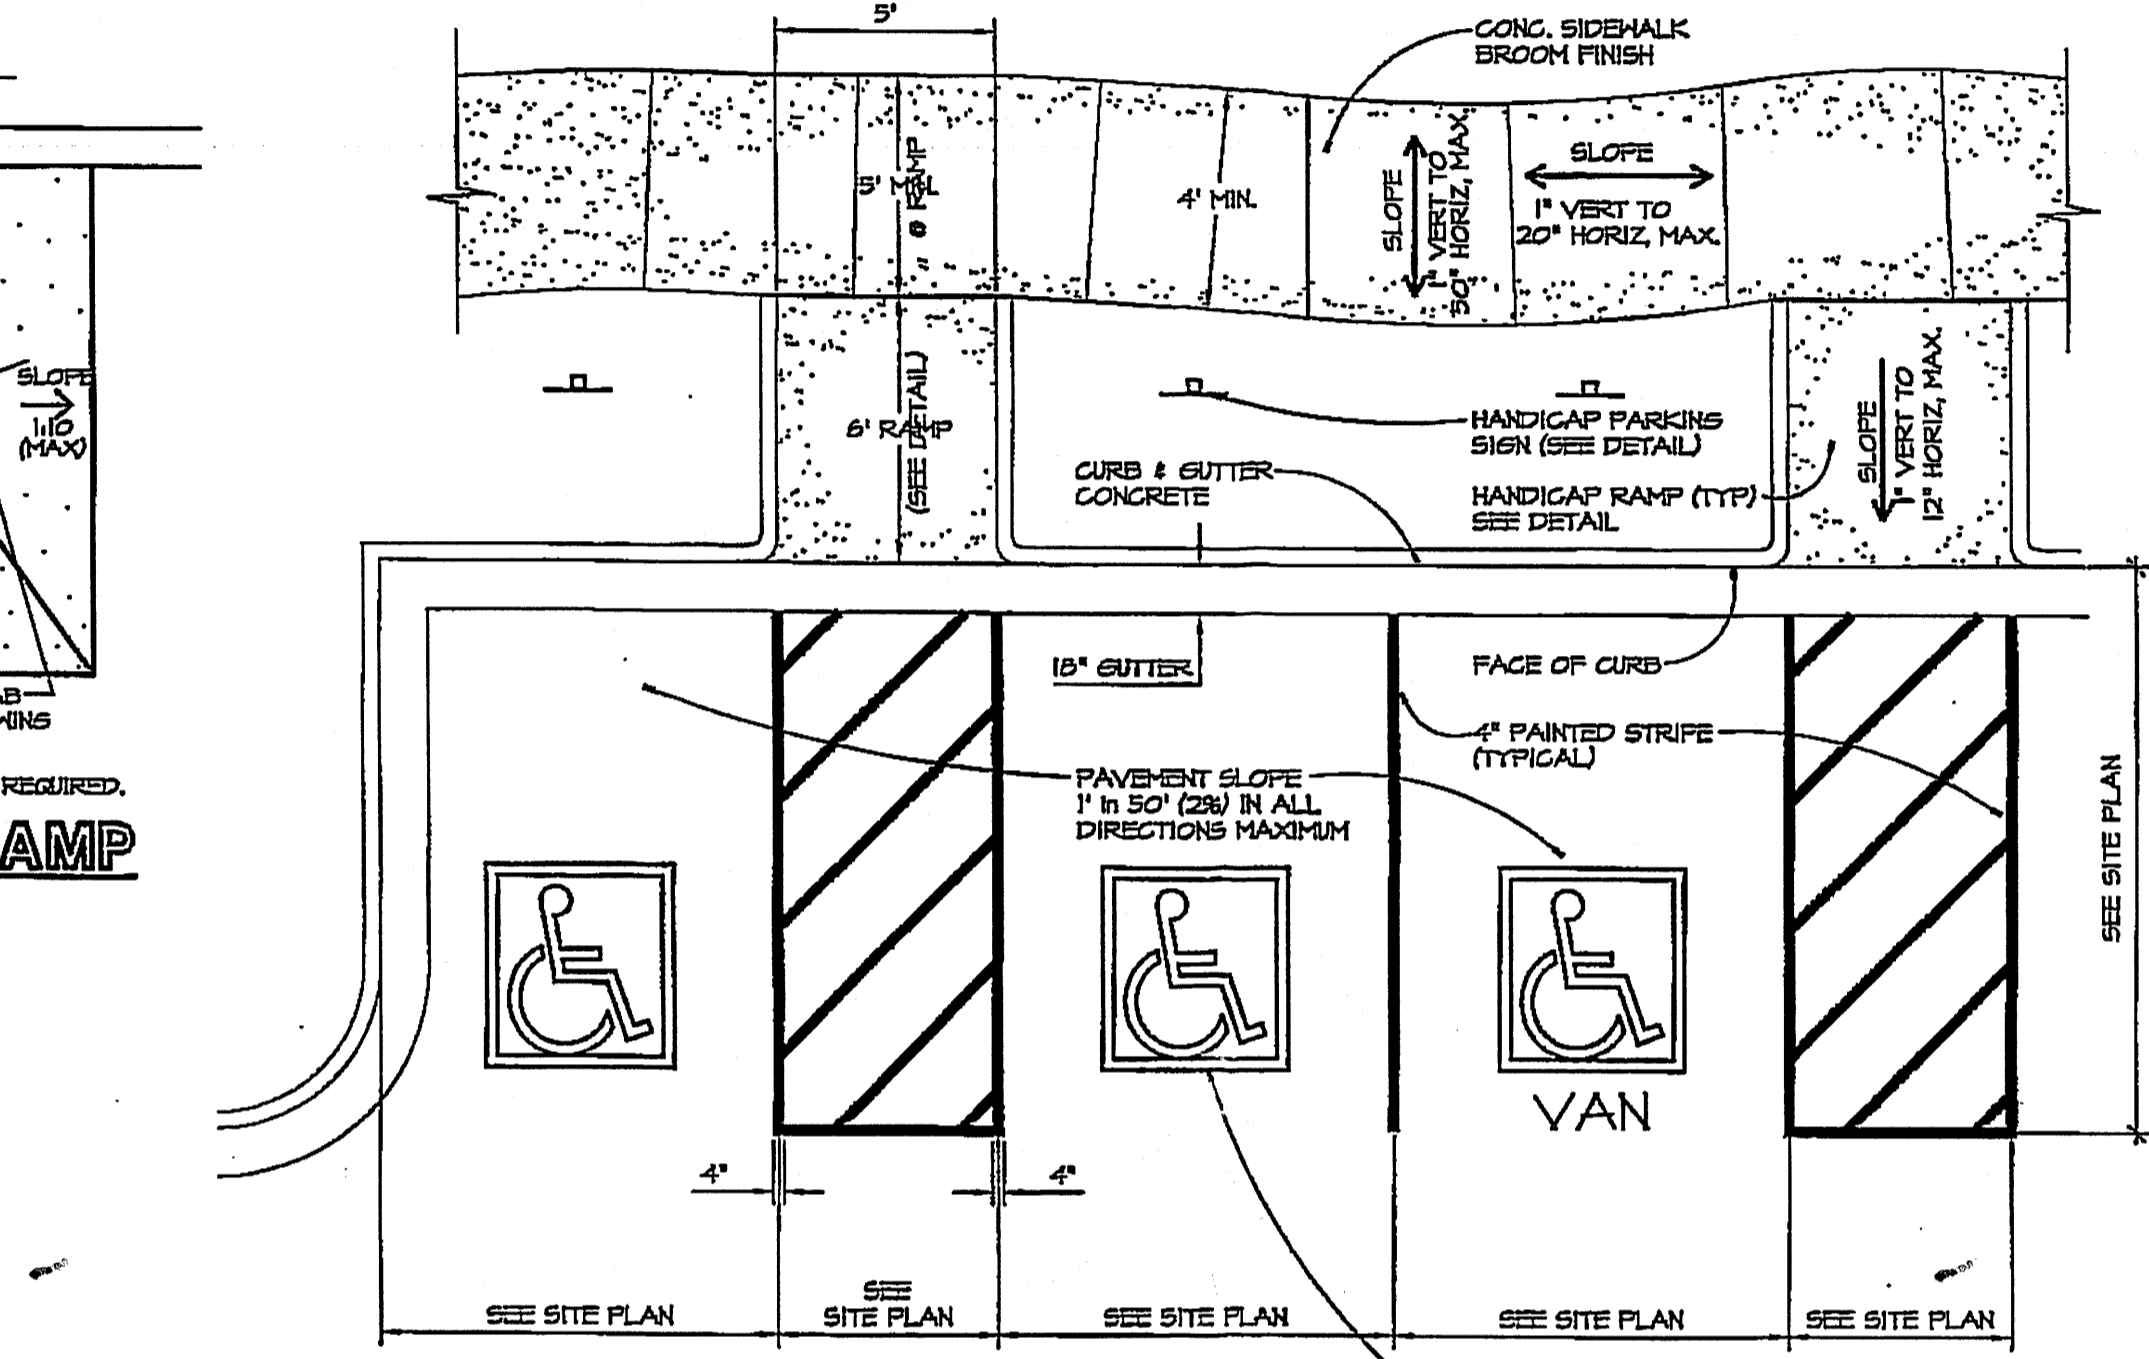 5'
CONC. SIDEWALK
BROOM FINISH
5' MIN.
@ RAMP
4' MIN.
SLOPE
1" VERT TO
50" HORIZ, MAX.
SLOPE
1" VERT TO
20" HORIZ, MAX.
SLOPE
1:10
(MAX)
6' RAMP
(SEE DETAIL)
HANDICAP PARKING
SIGN (SEE DETAIL)
CURB & GUTTER
CONCRETE
HANDICAP RAMP (TYP)
SEE DETAIL
SLOPE
1" VERT TO
12" HORIZ, MAX.
18" GUTTER
FACE OF CURB
4" PAINTED STRIPE
(TYPICAL)
PAVEMENT SLOPE
1' in 50' (2%) IN ALL
DIRECTIONS MAXIMUM
SEE SITE PLAN
REQUIRED.
AMP
VAN
4"
4"
SEE SITE PLAN
SEE
SITE PLAN
SEE SITE PLAN
SEE SITE PLAN
SEE SITE PLAN